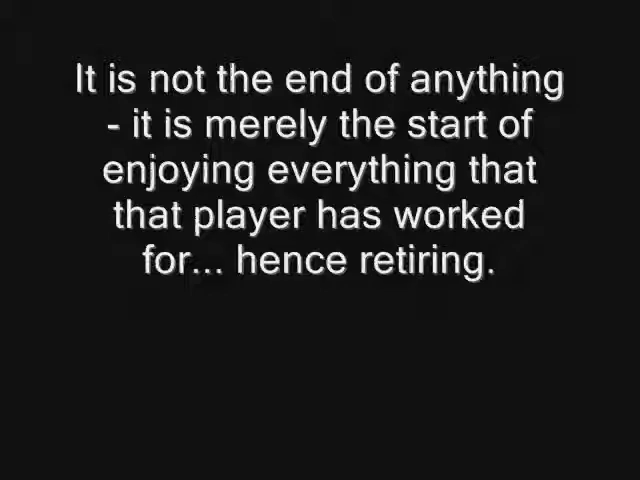 It is not the end of anything
- it is merely the start of
enjoying everything that
that player has worked
for... hence retiring.